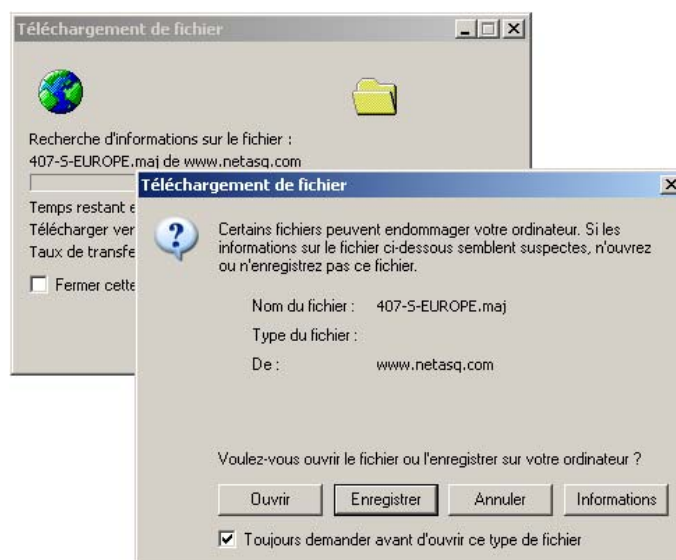 Téléchargement de fichier
Recherche d'informations sur le fichier :
407-S-EUROPE.maj de www.netasq.com
Temps restant
Télécharger
Taux de
Fermer
Téléchargement de fichier
Certains fichiers peuvent endommager votre ordinateur. Si les
informations sur le fichier ci-dessous semblent suspectes, n'ouvrez
ou n'enregistrez pas ce fichier.
Nom du fichier : 407-S-EUROPE.maj
Type du fichier :
De : www.netasq.com
Voulez-vous ouvrir le fichier ou l'enregistrer sur votre ordinateur ?
Ouvrir Enregistrer Annuler Informations
Toujours demander avant d'ouvrir ce type de fichier